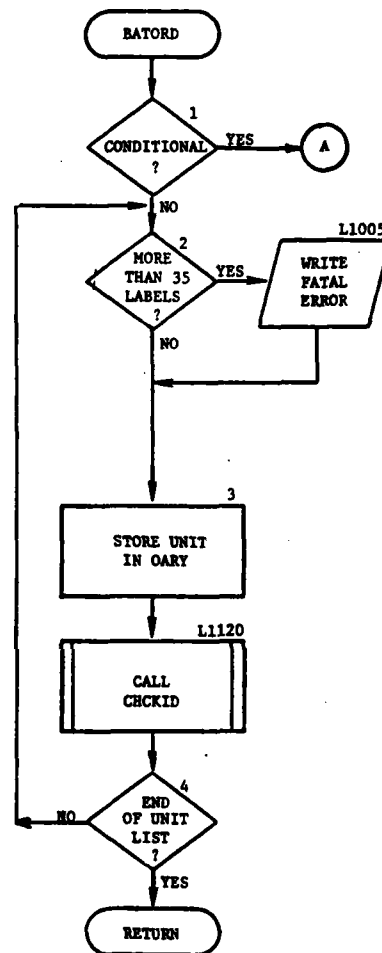 BATORD
1
CONDITIONAL
?
YES
A
NO
2
MORE
THAN 35
LABELS
?
YES
L1005
WRITE
FATAL
ERROR
NO
3
STORE UNIT
IN OARY
L1120
CALL
CHCKID
4
END
OF UNIT
LIST
?
NO
YES
RETURN